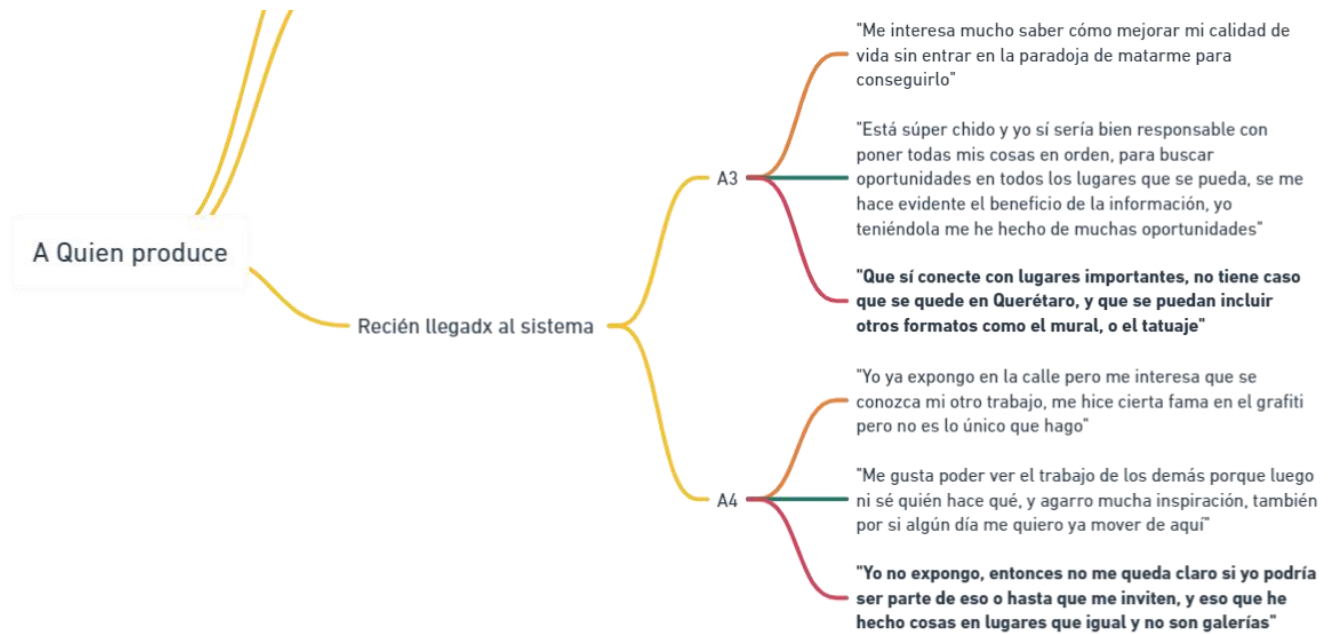 "Me interesa mucho saber cómo mejorar mi calidad de
vida sin entrar en la paradoja de matarme para
conseguirlo"
"Está súper chido y yo sí sería bien responsable con
poner todas mis cosas en orden, para buscar
oportunidades en todos los lugares que se pueda, se me
hace evidente el beneficio de la información, yo
teniéndola me he hecho de muchas oportunidades"
A3
"Que sí conecte con lugares importantes, no tiene caso
que se quede en Querétaro, y que se puedan incluir
otros formatos como el mural, o el tatuaje"
A Quien produce
Recién llegadx al sistema
"Yo ya expongo en la calle pero me interesa que se
conozca mi otro trabajo, me hice cierta fama en el grafiti
pero no es lo único que hago"
A4
"Me gusta poder ver el trabajo de los demás porque luego
ni sé quién hace qué, y agarro mucha inspiración, también
por si algún día me quiero ya mover de aquí"
"Yo no expongo, entonces no me queda claro si yo podría
ser parte de eso o hasta que me inviten, y eso que he
hecho cosas en lugares que igual y no son galerías"